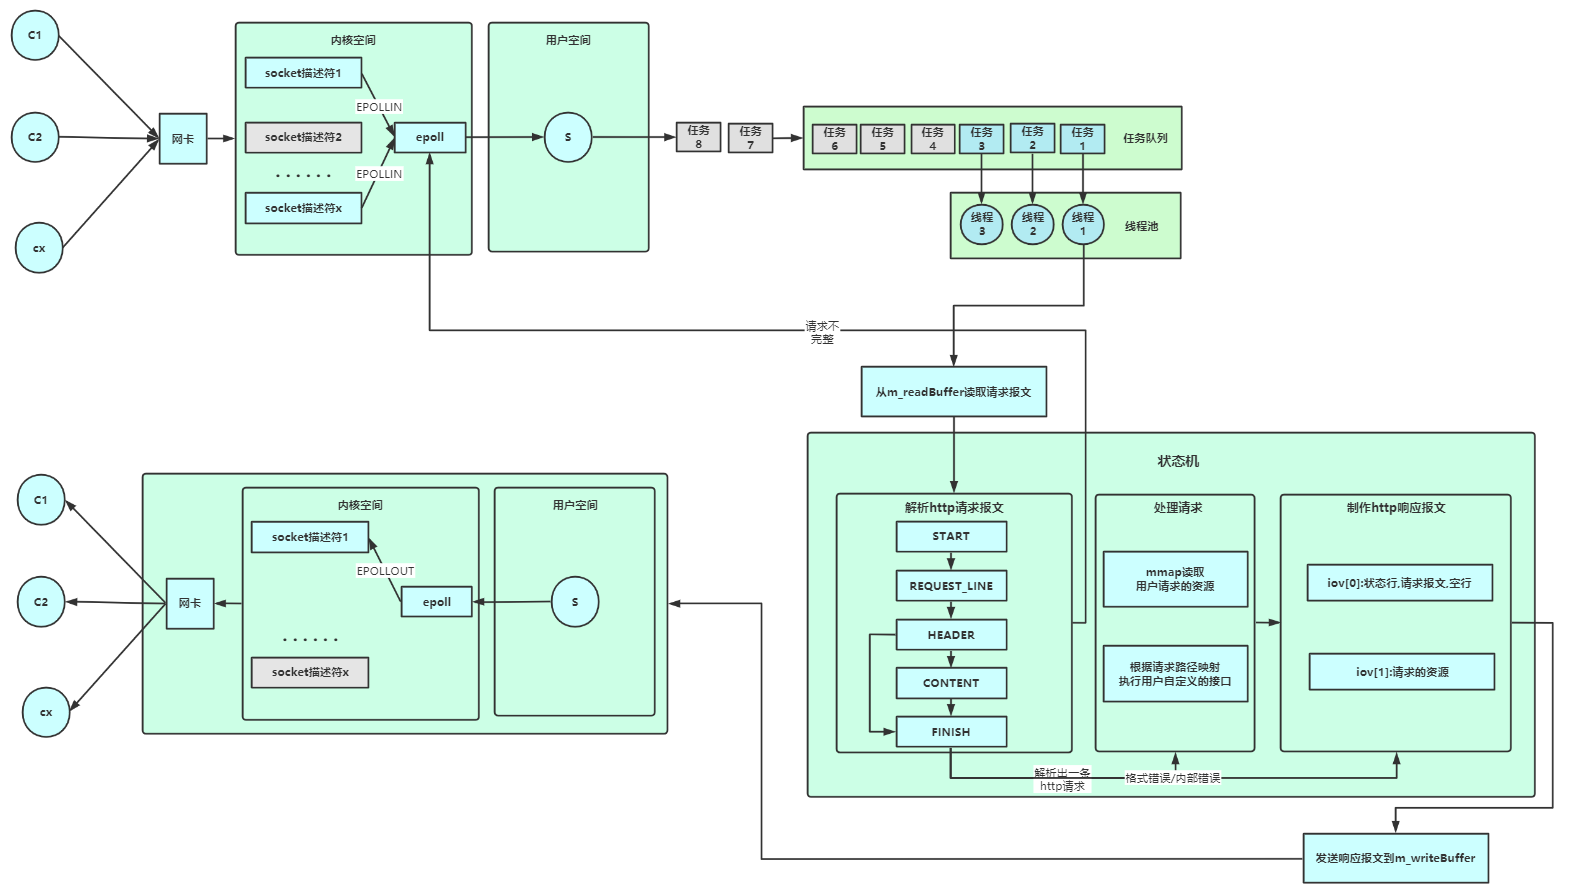 C1
C2
cx
网卡
内核空间
socket描述符1
EPOLLIN
socket描述符2
epoll
······
EPOLLIN
socket描述符x
用户空间
S
任务
8
任务
7
任务
6
任务
5
任务
4
任务
3
任务
2
任务
1
任务队列
线程
3
线程
2
线程
1
线程池
请求不
完整
从m_readBuffer读取请求报文
状态机
解析http请求报文
START
REQUEST_LINE
HEADER
CONTENT
FINISH
处理请求
mmap读取
用户请求的资源
根据请求路径映射
执行用户自定义的接口
制作http响应报文
iov[0]:状态行,请求报文,空行
iov[1]:请求的资源
解析出一条
http请求
格式错误/内部错误
发送响应报文到m_writeBuffer
C1
C2
cx
网卡
内核空间
socket描述符1
EPOLLOUT
epoll
······
socket描述符x
用户空间
S